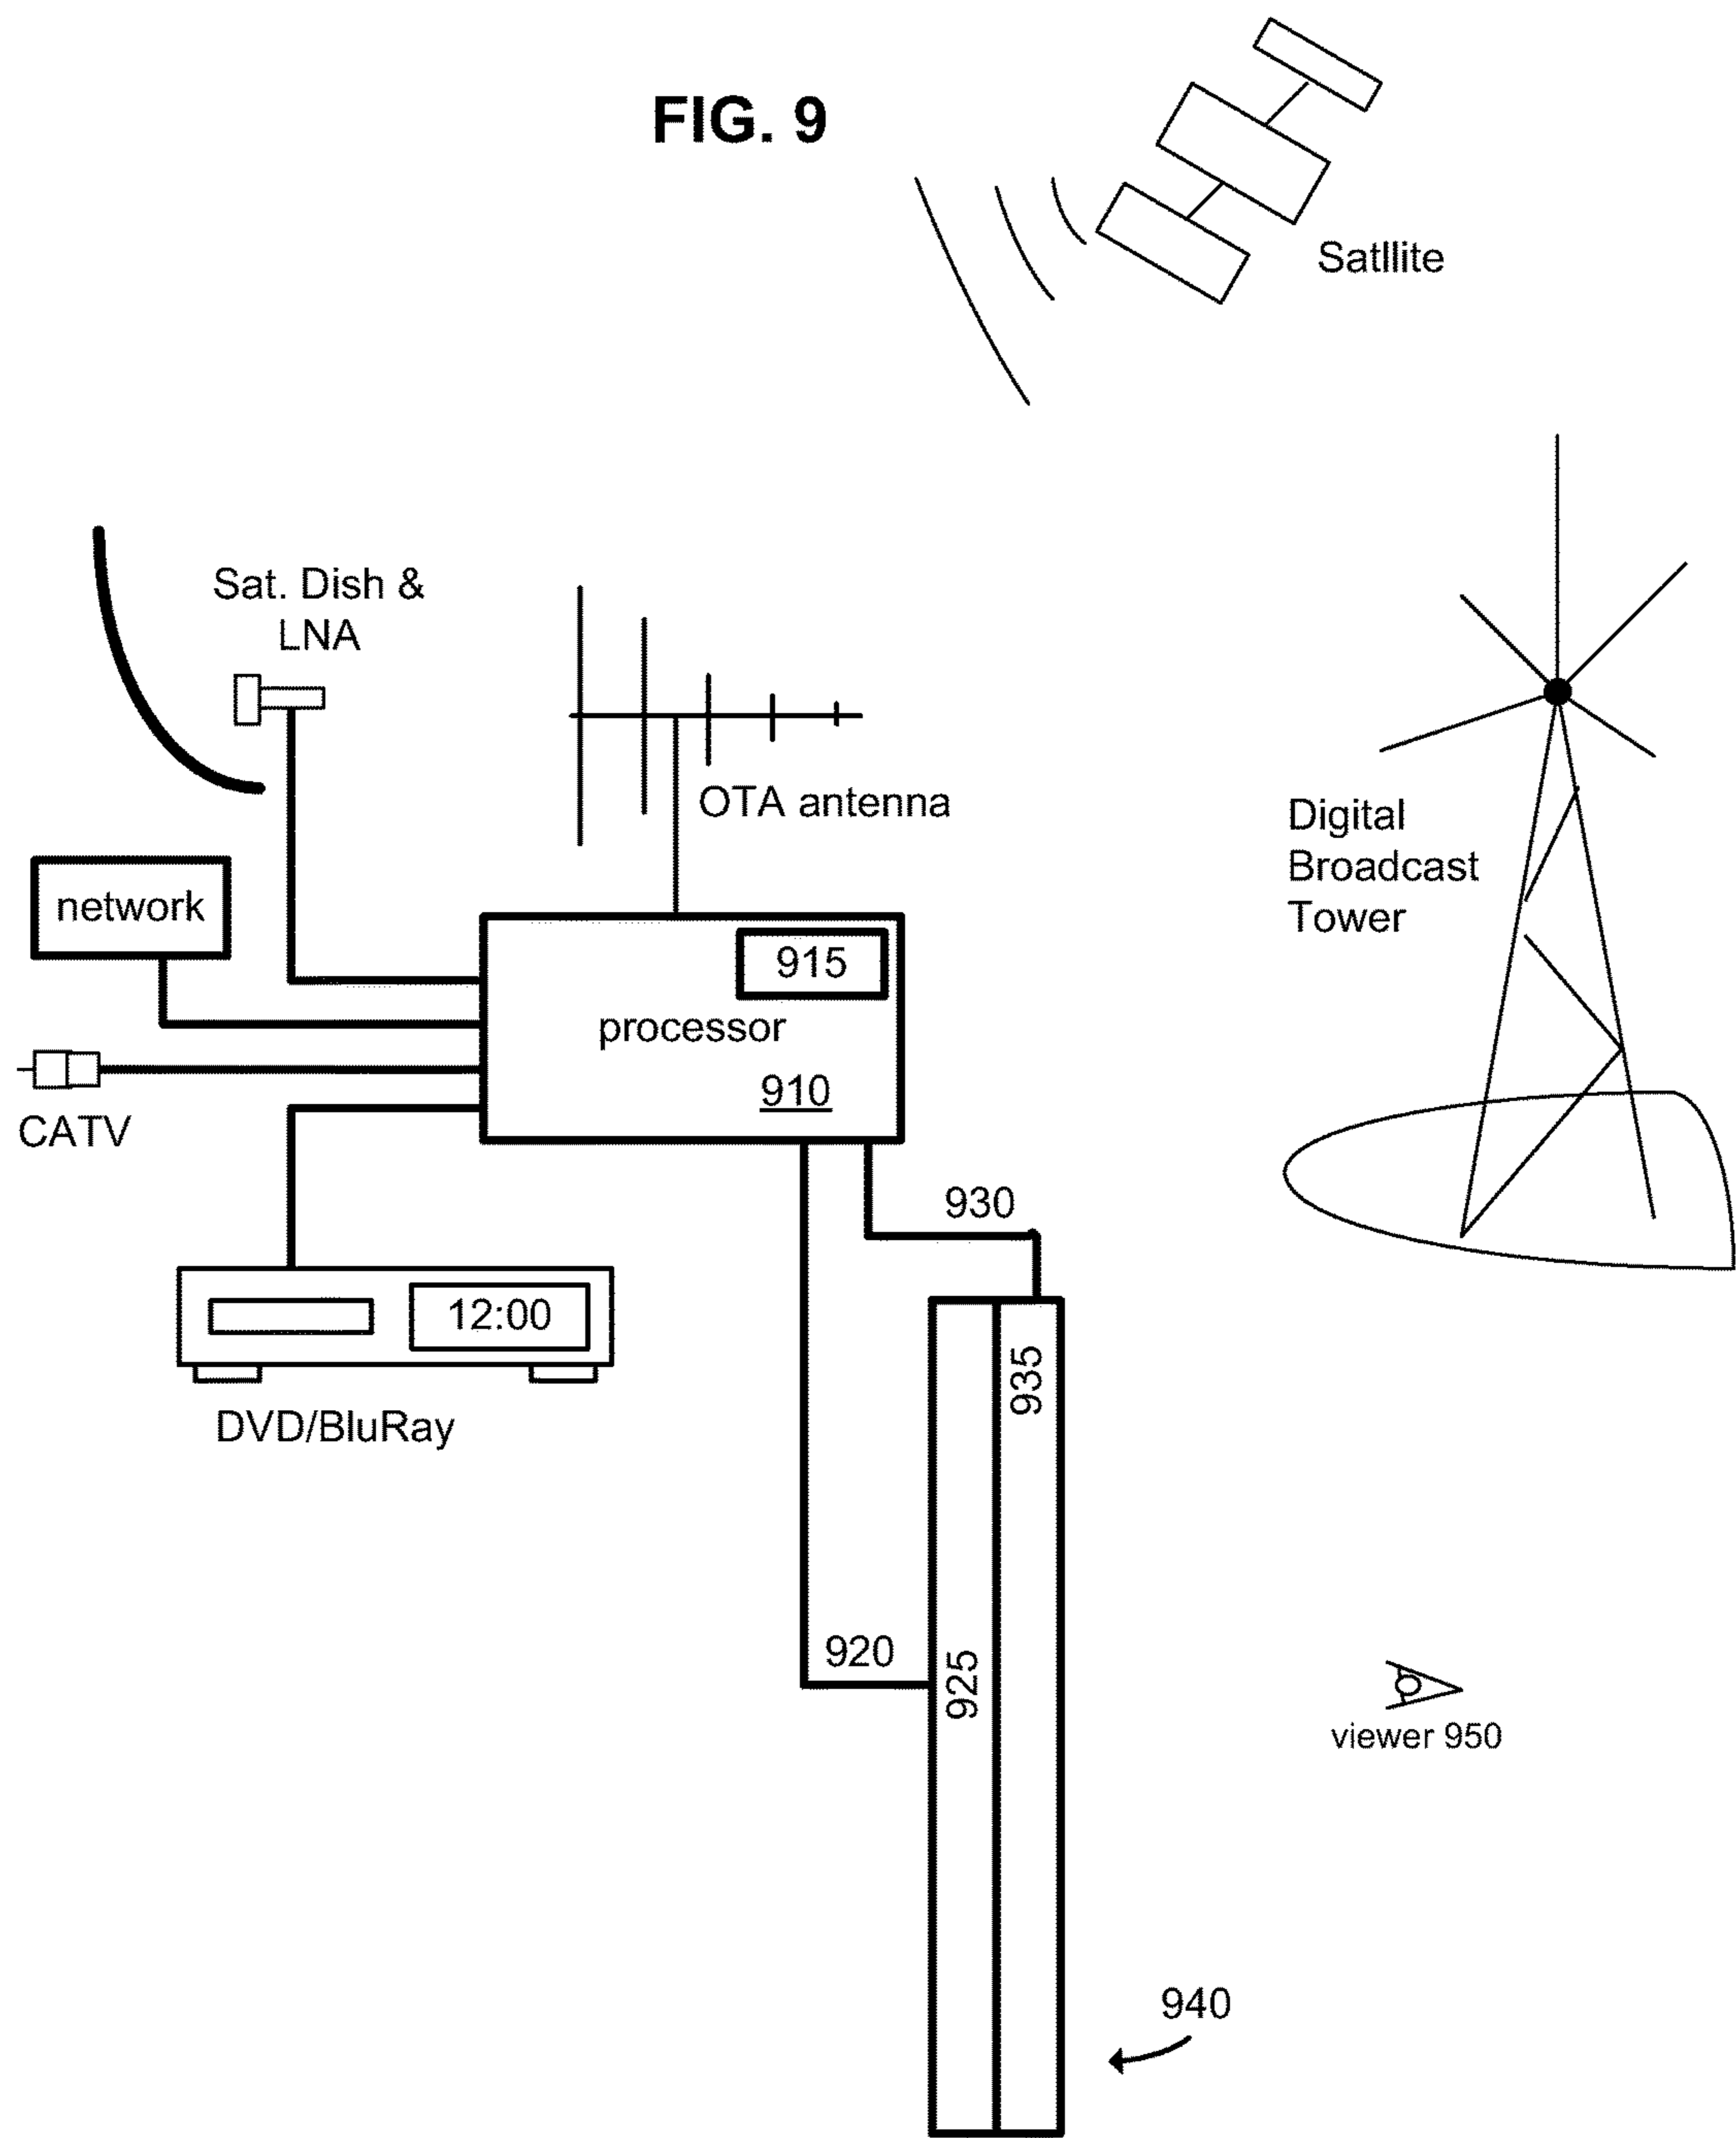 FIG. 9
Satllite
Sat. Dish &
LNA
OTA antenna
Digital
Broadcast
Tower
network
915
processor
910
CATV
930
12:00
935
DVD/BluRay
920
925
viewer 950
940